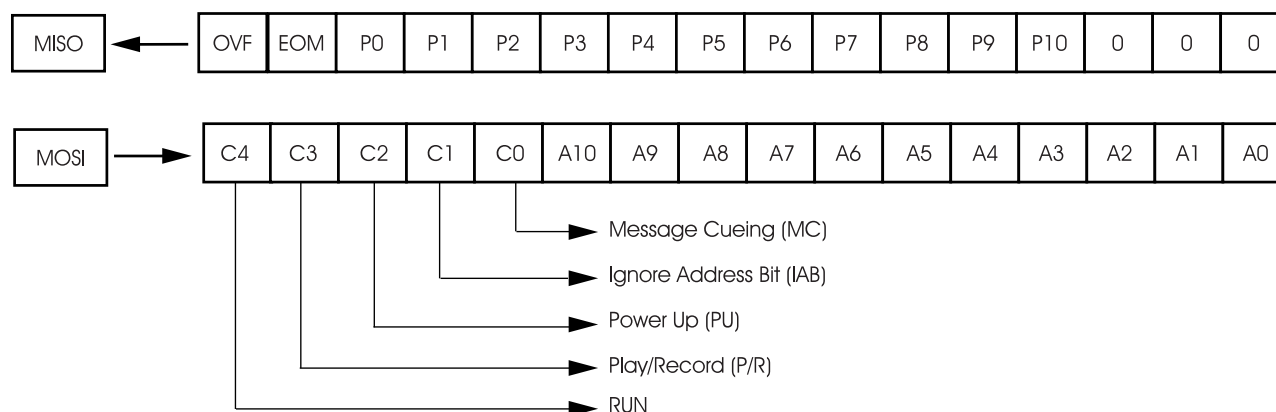 MISO OVF EOM P0 P1 P2 P3 P4 P5 P6 P7 P8 P9 P10 0 0 0
MOSI C4 C3 C2 C1 C0 A10 A9 A8 A7 A6 A5 A4 A3 A2 A1 A0
Message Cueing (MC)
Ignore Address Bit (IAB)
Power Up (PU)
Play/Record (P/R)
RUN